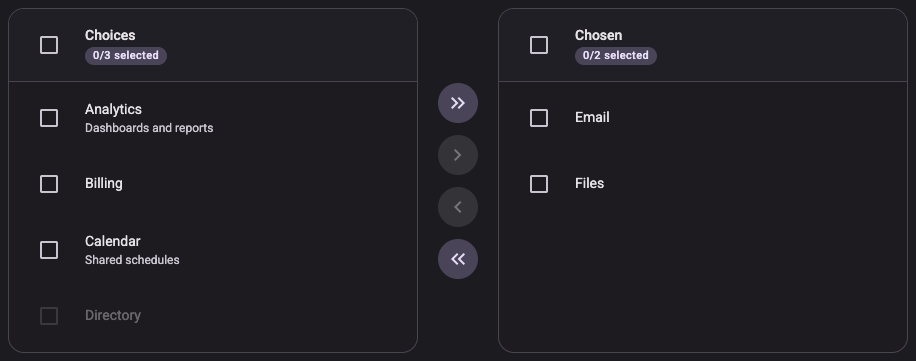 Choices
0/3 selected
Analytics
Dashboards and reports
Billing
Calendar
Shared schedules
Directory
Chosen
0/2 selected
Email
Files